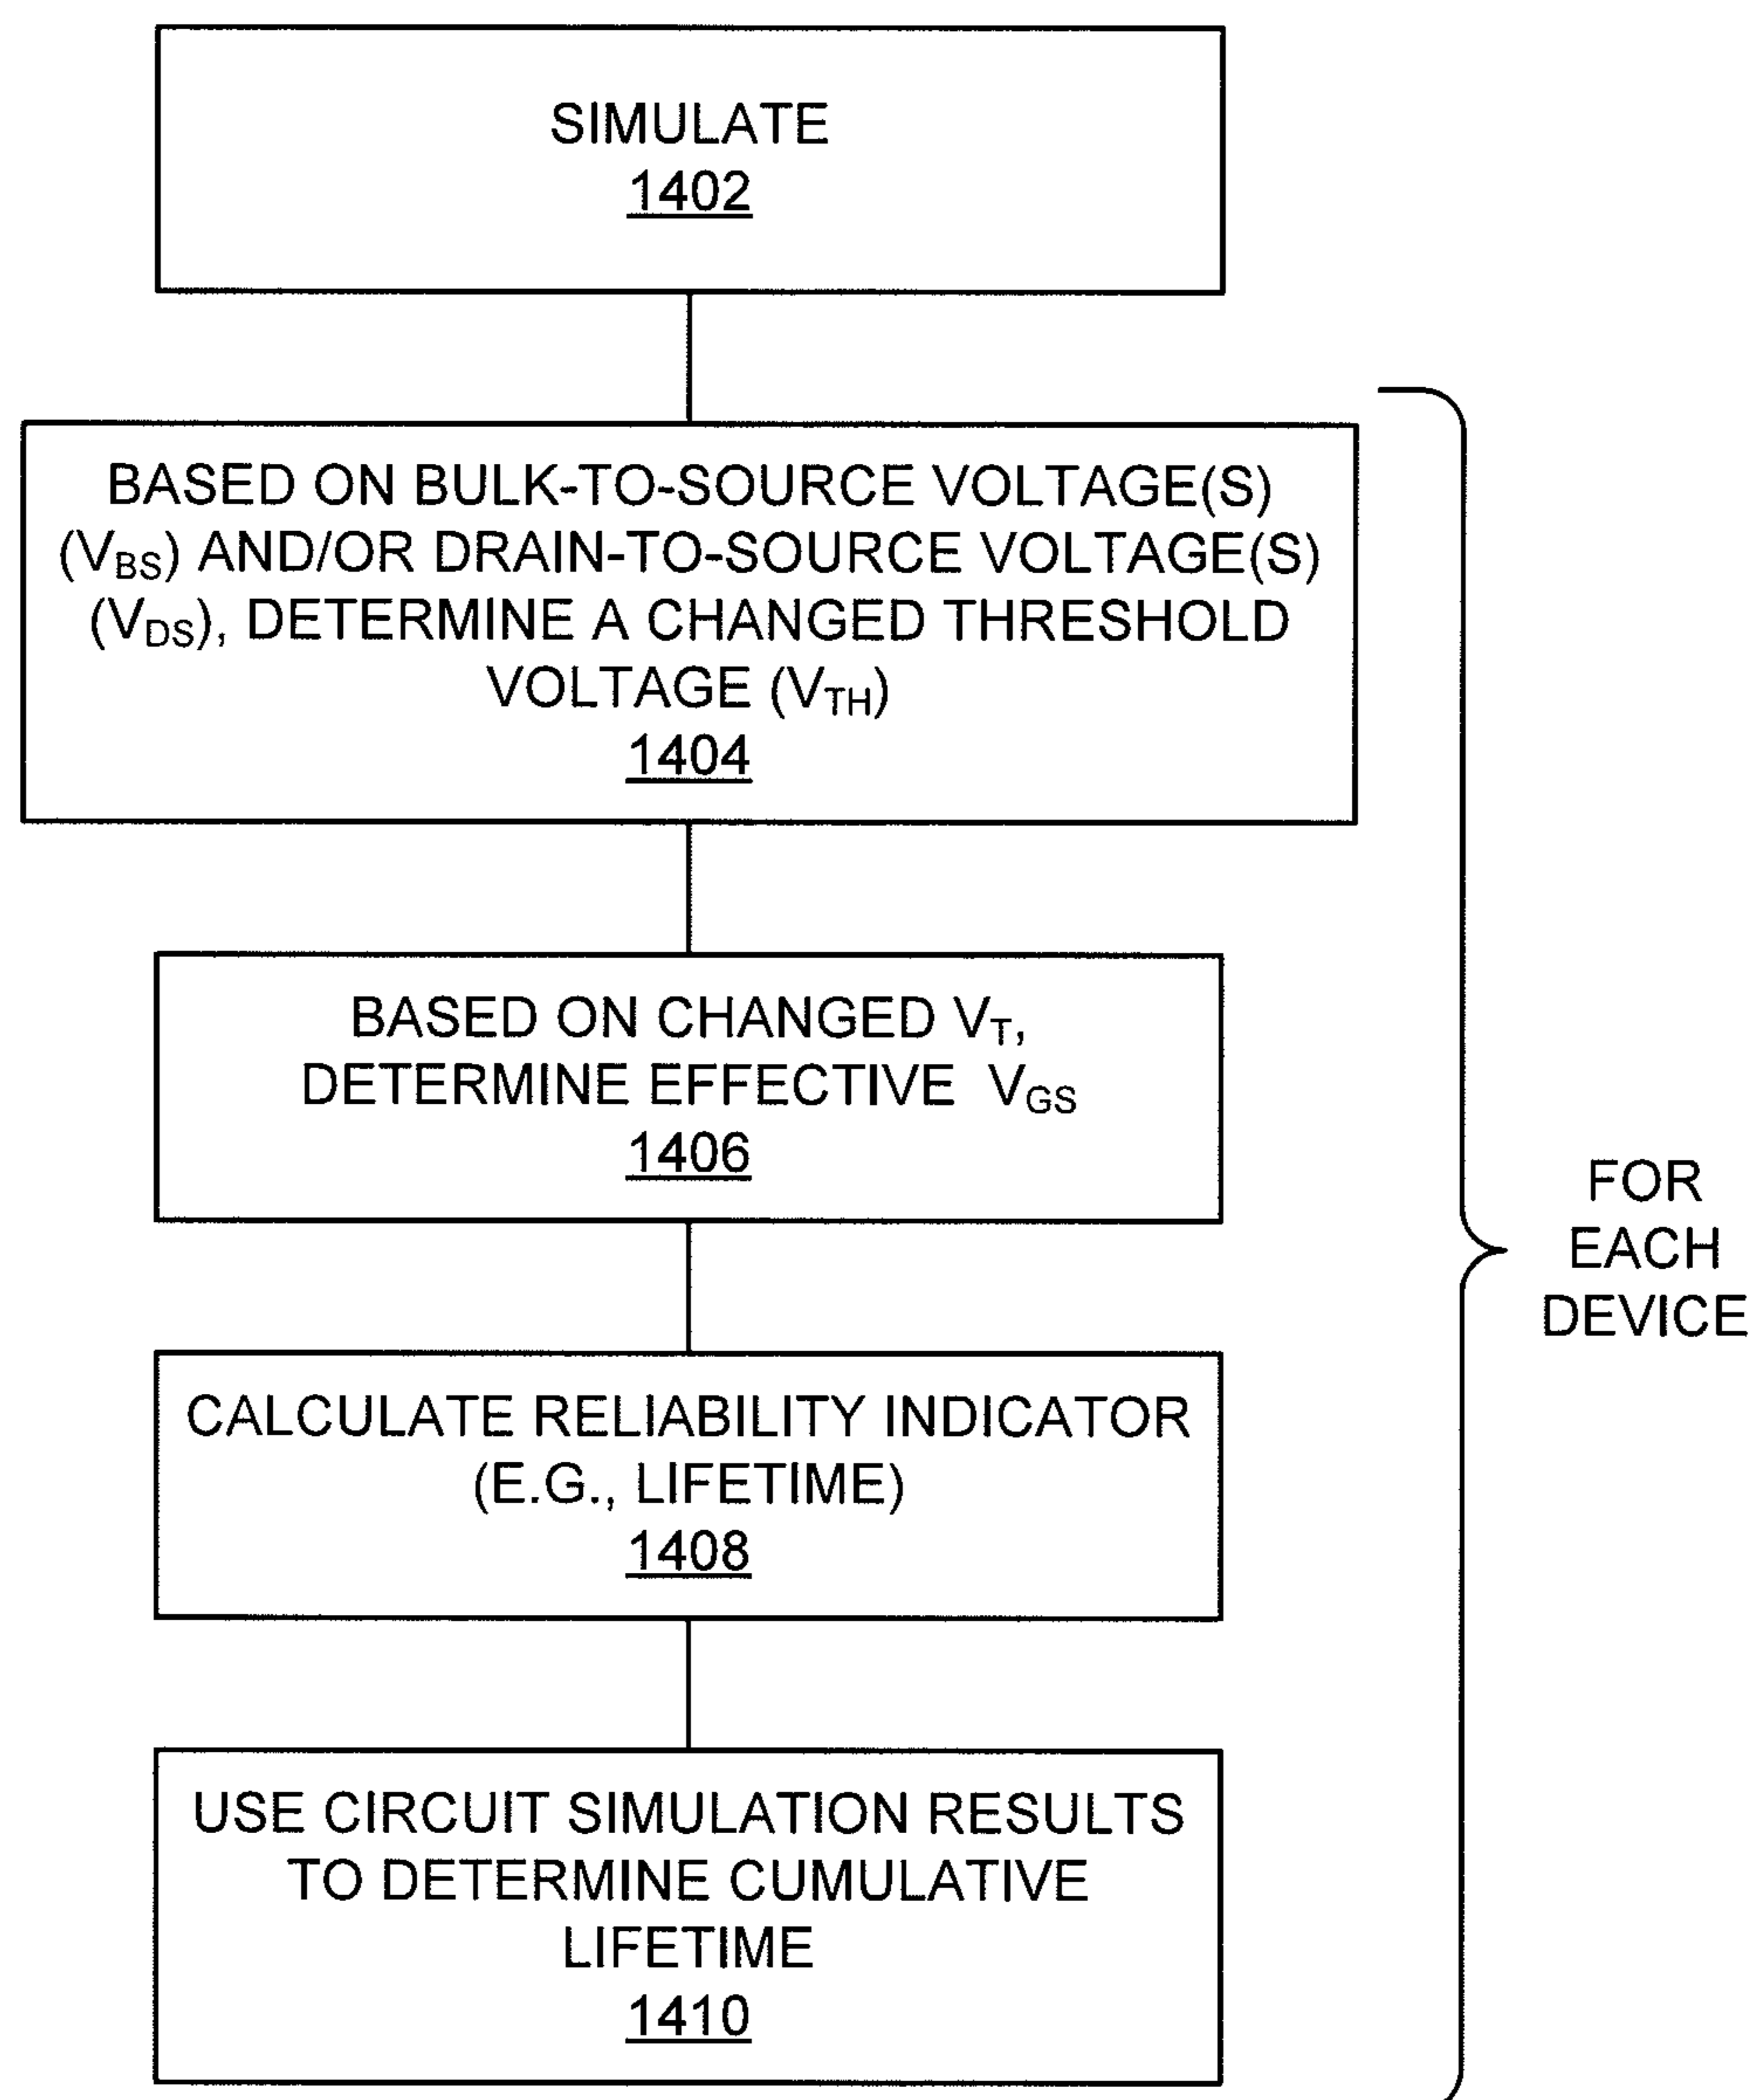 SIMULATE
1402
BASED ON BULK-TO-SOURCE VOLTAGE(S)
(VBS) AND/OR DRAIN-TO-SOURCE VOLTAGE(S)
(VDS), DETERMINE A CHANGED THRESHOLD
VOLTAGE (VTH)
1404
BASED ON CHANGED VT,
DETERMINE EFFECTIVE VGS
1406
CALCULATE RELIABILITY INDICATOR
(E.G., LIFETIME)
1408
USE CIRCUIT SIMULATION RESULTS
TO DETERMINE CUMULATIVE
LIFETIME
1410
FOR
EACH
DEVICE